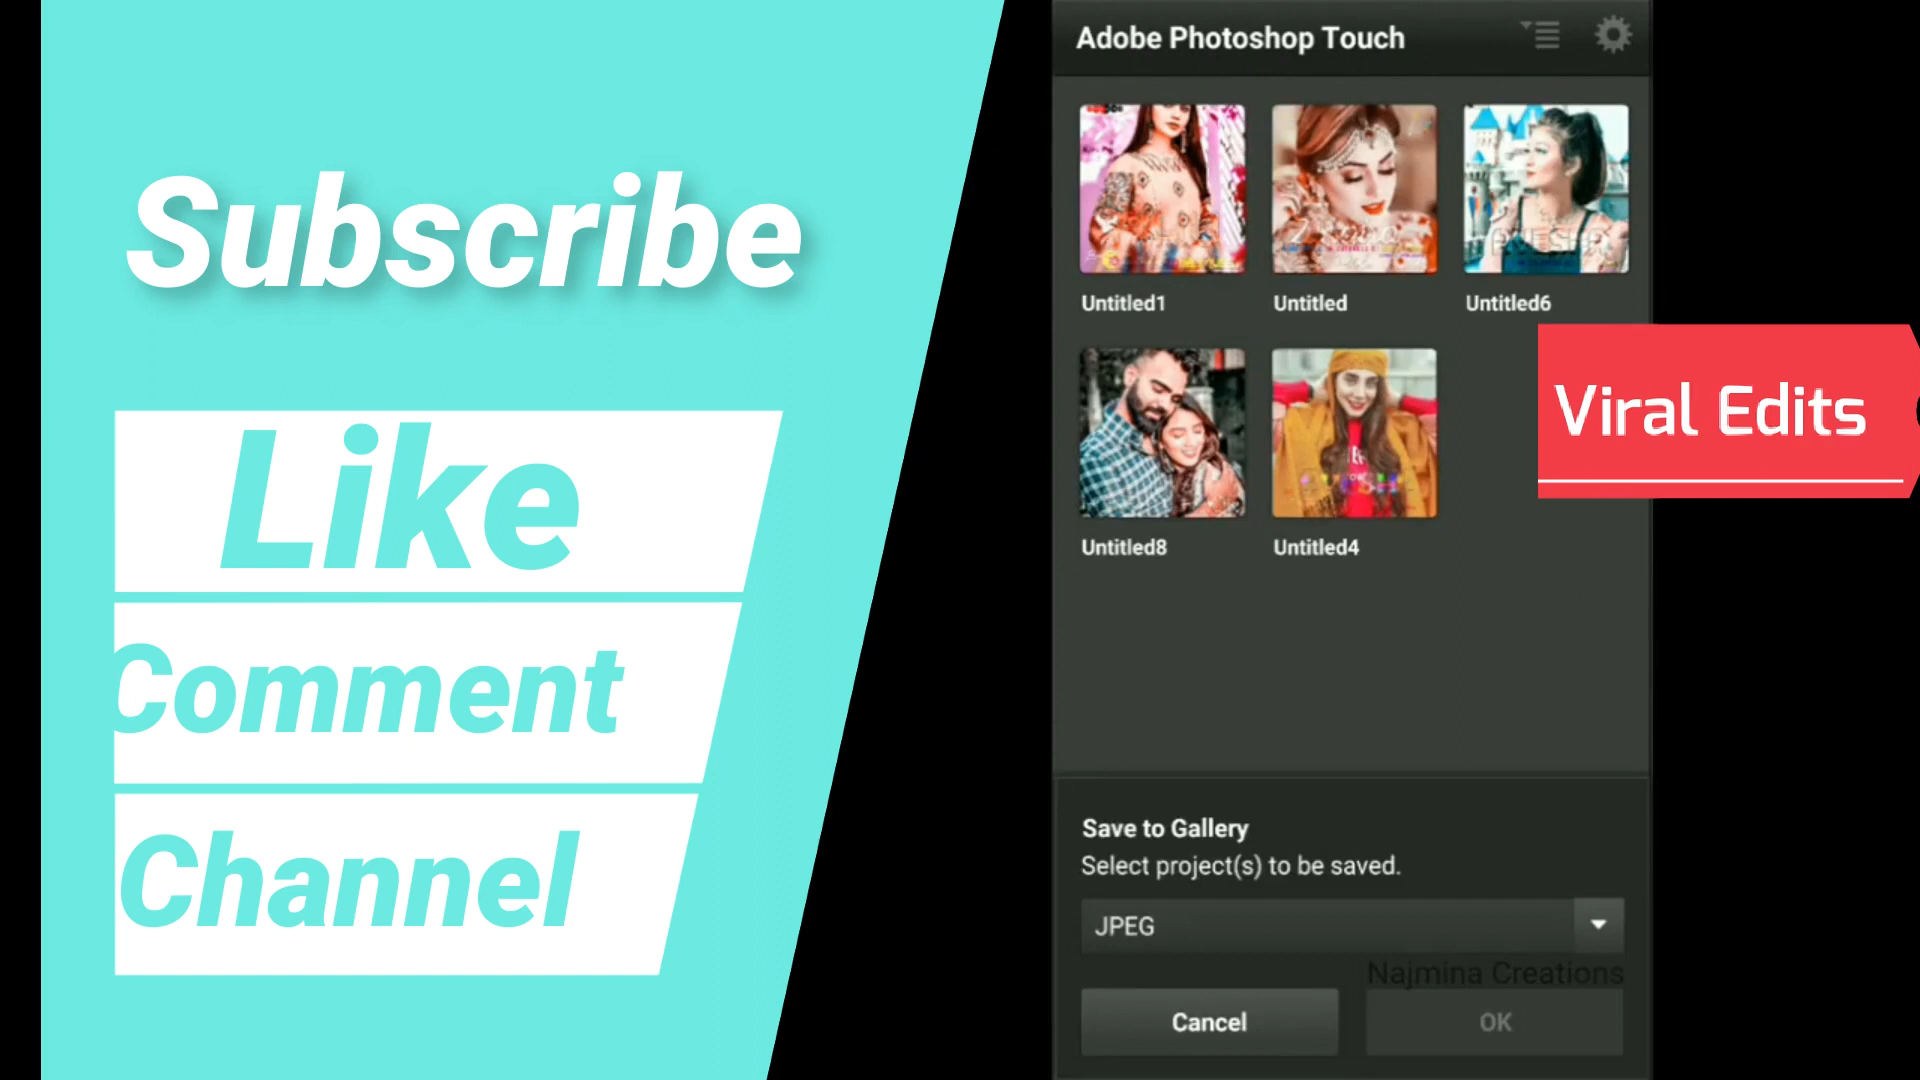 Subscribe
Like
Comment
Channel
Adobe Photoshop Touch
Untitled1
Untitled
Untitled6
Viral Edits
Untitled8
Untitled4
Save to Gallery
Select project(s) to be saved.
JPEG
Najmina Creations
Cancel
OK